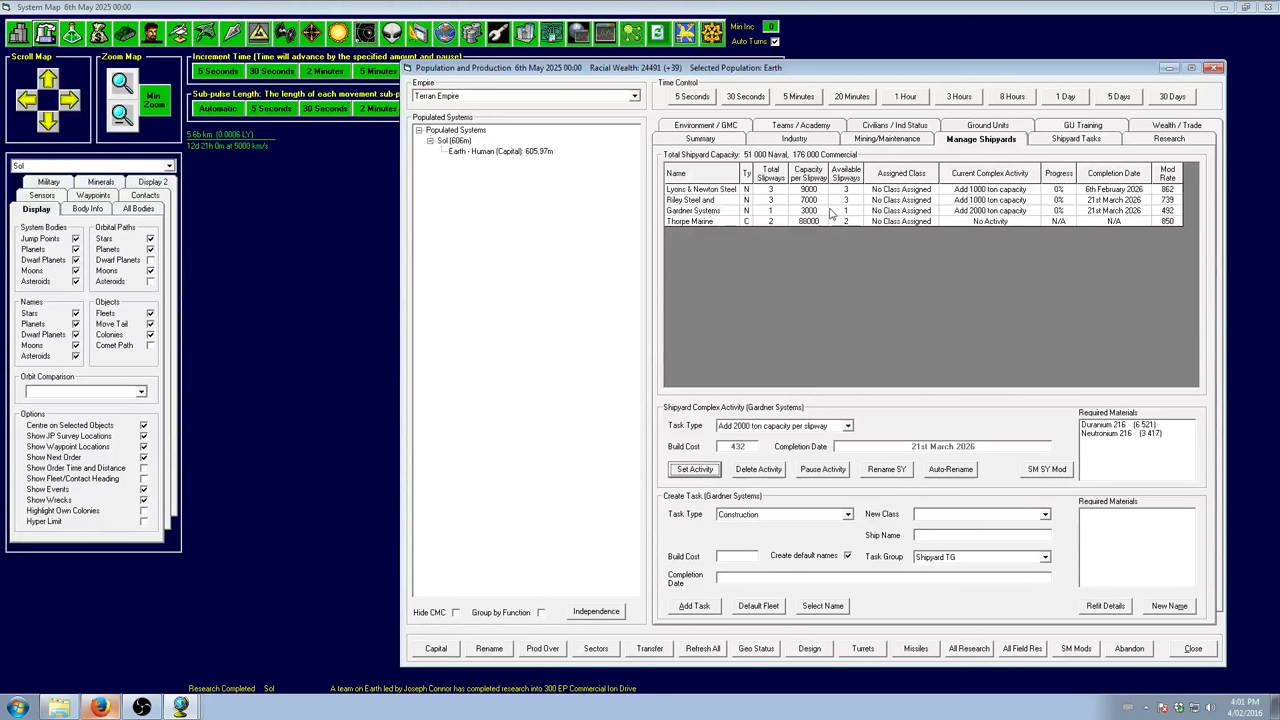 System Map 6th May 2025 00:00
Min Inc 0
Auto Turns
Scroll Map
Zoom Map
Min Zoom
Increment Time (Time will advance by the specified amount and pause)
5 Seconds 30 Seconds 2 Minutes 5 Minutes
Sub-pulse Length: The length of each movement sub-p
Automatic 5 Seconds 30 Seconds 2 Minutes
5.6b km (0.0006 LY)
12d 21h 0m at 5000 km/s
Sol
Military Minerals Display 2
Sensors Waypoints Contacts
Display Body Info All Bodies
System Bodies
Jump Points
Planets
Dwarf Planets
Moons
Asteroids
Orbital Paths
Stars
Planets
Dwarf Planets
Moons
Asteroids
Names
Stars
Planets
Dwarf Planets
Moons
Asteroids
Objects
Fleets
Move Tail
Colonies
Comet Path
Orbit Comparison
Options
Centre on Selected Objects
Show JP Survey Locations
Show Waypoint Locations
Show Next Order
Show Order Time and Distance
Show Fleet/Contact Heading
Show Events
Show Wrecks
Highlight Own Colonies
Hyper Limit
Population and Production 6th May 2025 00:00 Racial Wealth: 24491 (+39) Selected Population: Earth
Empire
Terran Empire
Populated Systems
Populated Systems
Sol (606m)
Earth - Human (Capital): 605.97m
Hide CMC Group by Function Independence
Time Control
5 Seconds 30 Seconds 5 Minutes 20 Minutes 1 Hour 3 Hours 8 Hours 1 Day 5 Days 30 Days
Environment / GMC Teams / Academy Civilians / Ind Status Ground Units GU Training Wealth / Trade
Summary Industry Mining/Maintenance Manage Shipyards Shipyard Tasks Research
Total Shipyard Capacity: 51 000 Naval, 176 000 Commercial
Name Ty Total Slipways Capacity per Slipway Available Slipways Assigned Class Current Complex Activity Progress Completion Date Mod Rate
Lyons & Newton Steel N 3 9000 3 No Class Assigned Add 1000 ton capacity 0% 6th February 2026 862
Riley Steel and N 3 7000 3 No Class Assigned Add 1000 ton capacity 0% 21st March 2026 739
Gardner Systems N 1 3000 1 No Class Assigned Add 2000 ton capacity 0% 21st March 2026 492
Thorpe Marine C 2 88000 2 No Class Assigned No Activity N/A N/A 850
Shipyard Complex Activity (Gardner Systems)
Task Type Add 2000 ton capacity per slipway
Build Cost 432 Completion Date 21st March 2026
Set Activity Delete Activity Pause Activity Rename SY Auto-Rename SM SY Mod
Required Materials
Duranium 216 (6 521)
Neutronium 216 (3 417)
Create Task (Gardner Systems)
Task Type Construction New Class
Ship Name
Build Cost Create default names Task Group Shipyard TG
Completion Date
Add Task Default Fleet Select Name
Required Materials
Refit Details New Name
Capital Rename Prod Over Sectors Transfer Refresh All Geo Status Design Turrets Missiles All Research All Field Res SM Mods Abandon Close
Research Completed Sol A team on Earth led by Joseph Connor has completed research into 300 EP Commercial Ion Drive
4:01 PM
4/02/2016